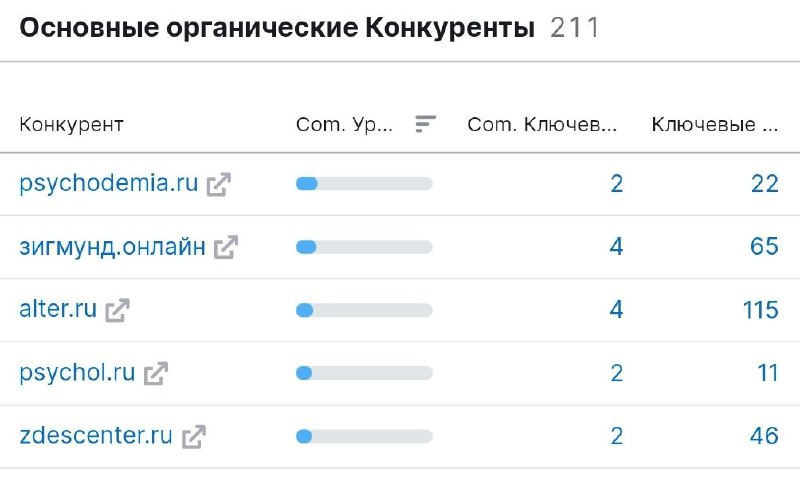 Основные органические Конкуренты 211
Конкурент Com. Ур... Com. Ключев... Ключевые ...
psychodemia.ru 2 22
зигмунд.онлайн 4 65
alter.ru 4 115
psychol.ru 2 11
zdescenter.ru 2 46